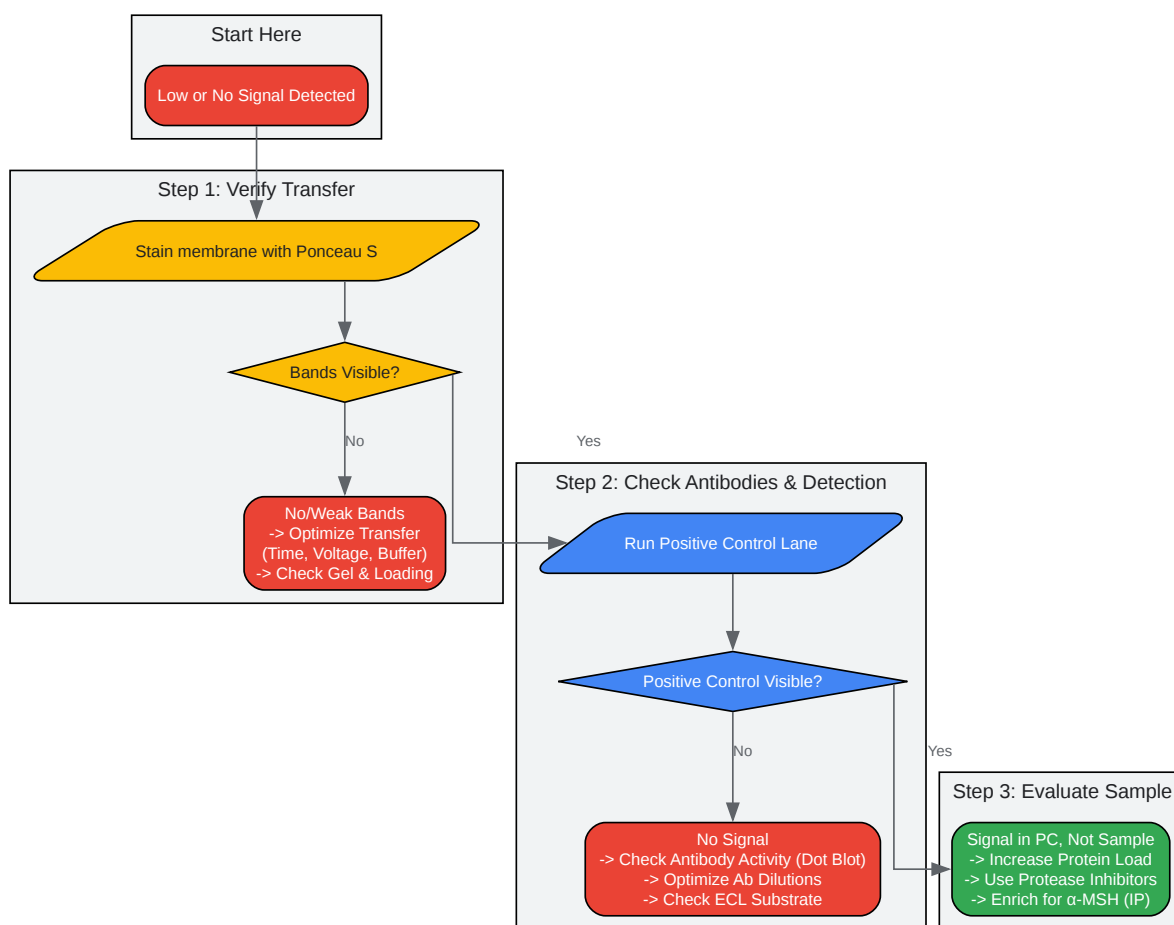 Start Here
Low or No Signal Detected
Step 1: Verify Transfer
Stain membrane with Ponceau S
Bands Visible?
No
Yes
No/Weak Bands
-> Optimize Transfer
(Time, Voltage, Buffer)
-> Check Gel & Loading
Step 2: Check Antibodies & Detection
Run Positive Control Lane
Positive Control Visible?
No
Yes
No Signal
-> Check Antibody Activity (Dot Blot)
-> Optimize Ab Dilutions
-> Check ECL Substrate
Step 3: Evaluate Sample
Signal in PC, Not Sample
-> Increase Protein Load
-> Use Protease Inhibitors
-> Enrich for α-MSH (IP)